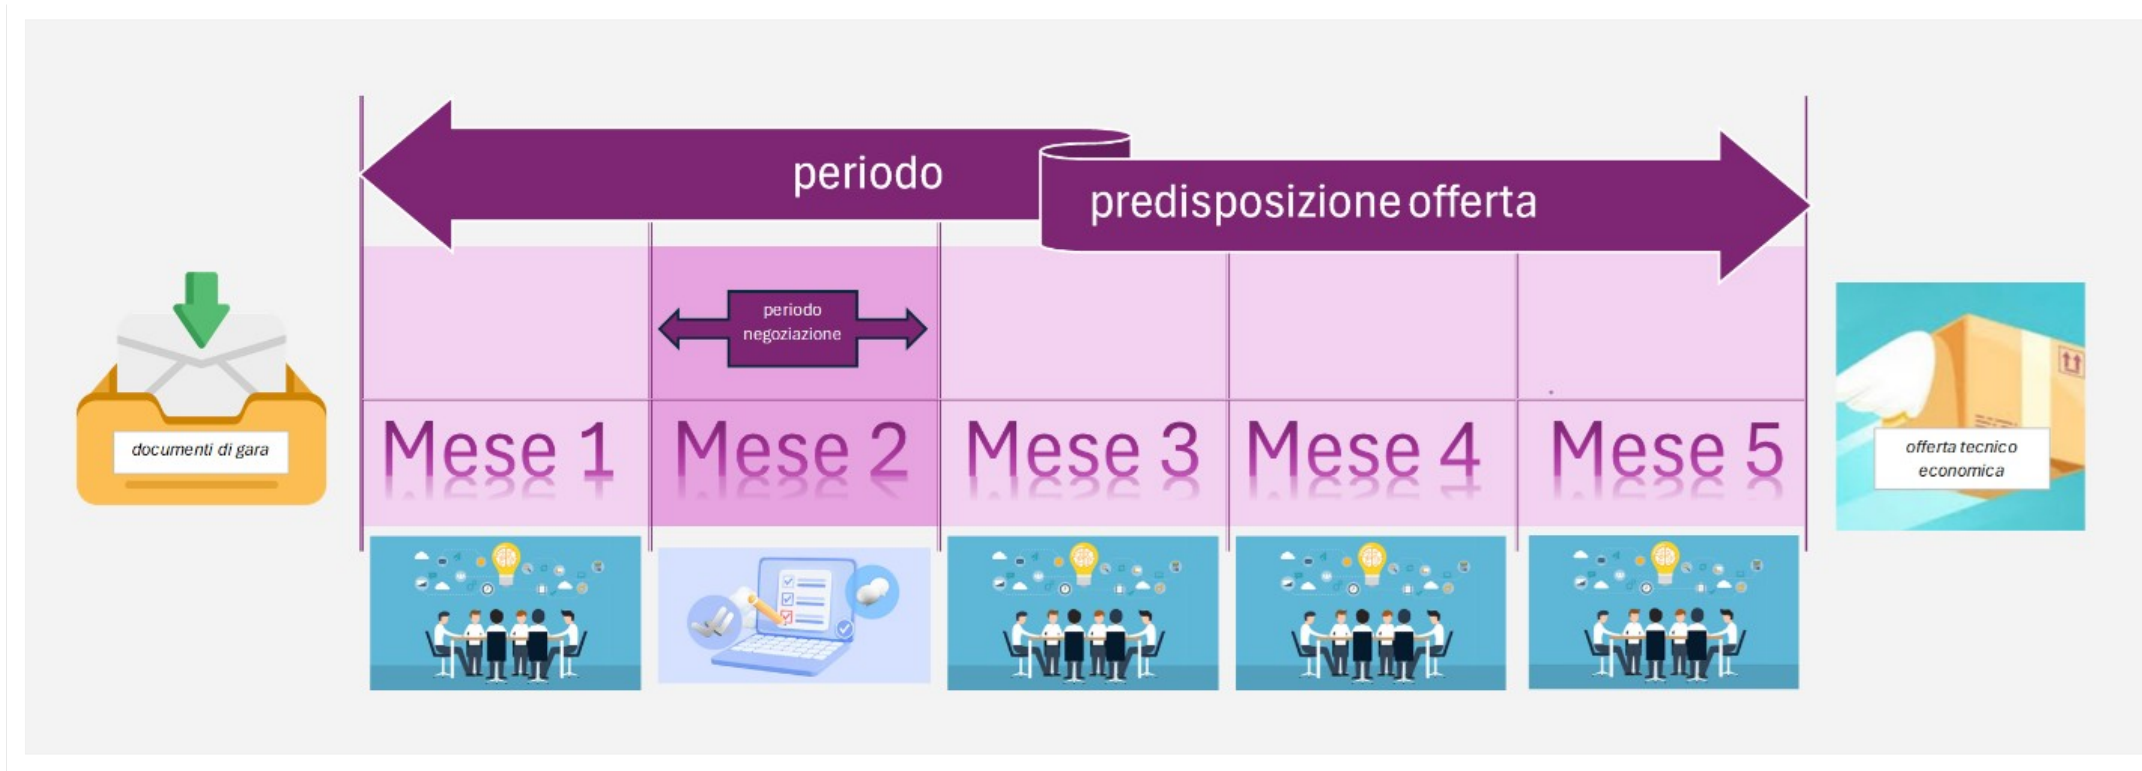 periodo
predisposizione offerta
periodo
negoziazione
documenti di gara
Mese 1
Mese 2
Mese 3
Mese 4
Mese 5
offerta tecnico
economica